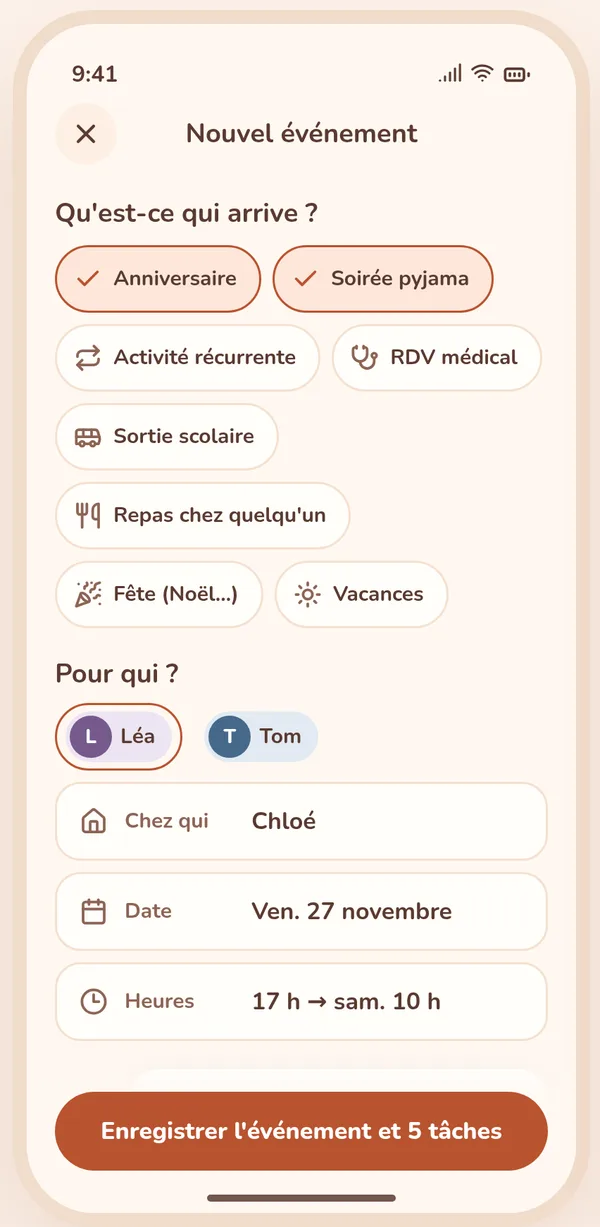 9:41
Nouvel événement
Qu'est-ce qui arrive ?
Anniversaire
Soirée pyjama
Activité récurrente
RDV médical
Sortie scolaire
Repas chez quelqu'un
Fête (Noël...)
Vacances
Pour qui ?
L Léa
T Tom
Chez qui Chloé
Date Ven. 27 novembre
Heures 17 h → sam. 10 h
Enregistrer l'événement et 5 tâches